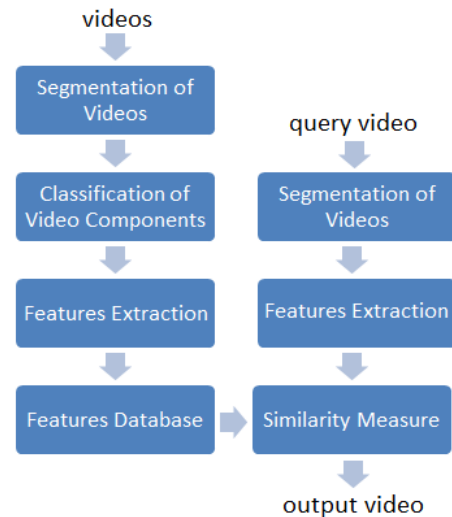 videos
Segmentation of
Videos
Classification of
Video Components
Features Extraction
Features Database
query video
Segmentation of
Videos
Features Extraction
Similarity Measure
output video